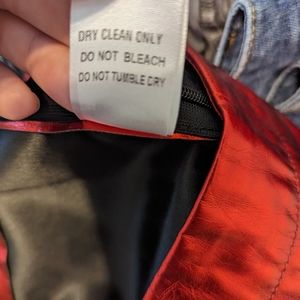 DRY CLEAN ONLY
DO NOT BLEACH
DO NOT TUMBLE DRY